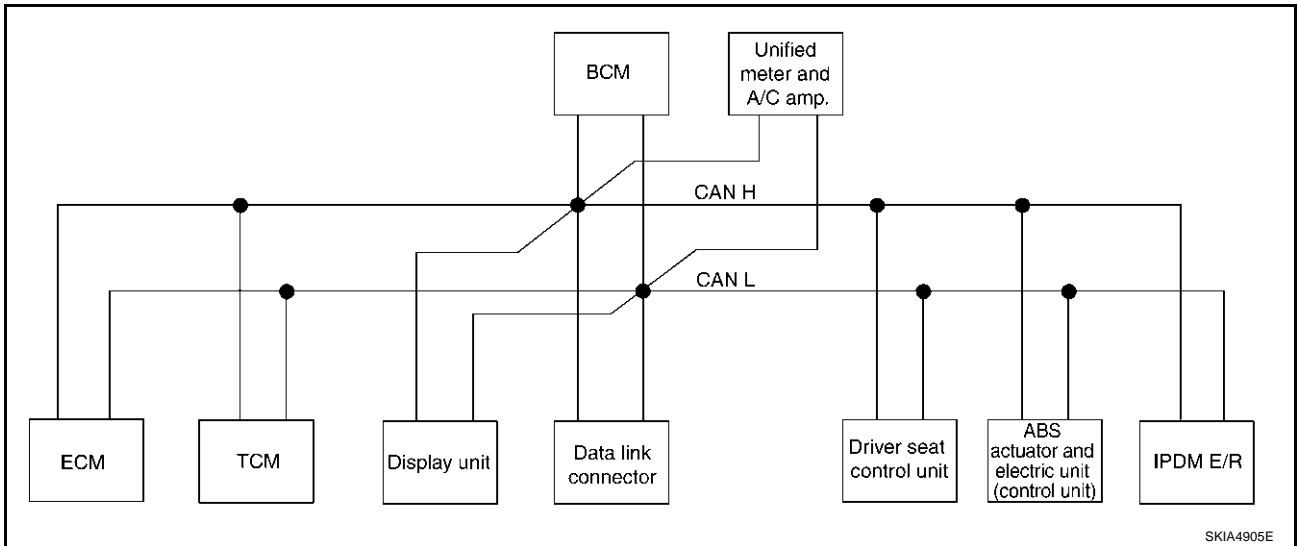 BCM
Unified
meter and
A/C amp.
CAN H
CAN L
ECM
TCM
Display unit
Data link
connector
Driver seat
control unit
ABS
actuator and
electric unit
(control unit)
IPDM E/R
SKIA4905E